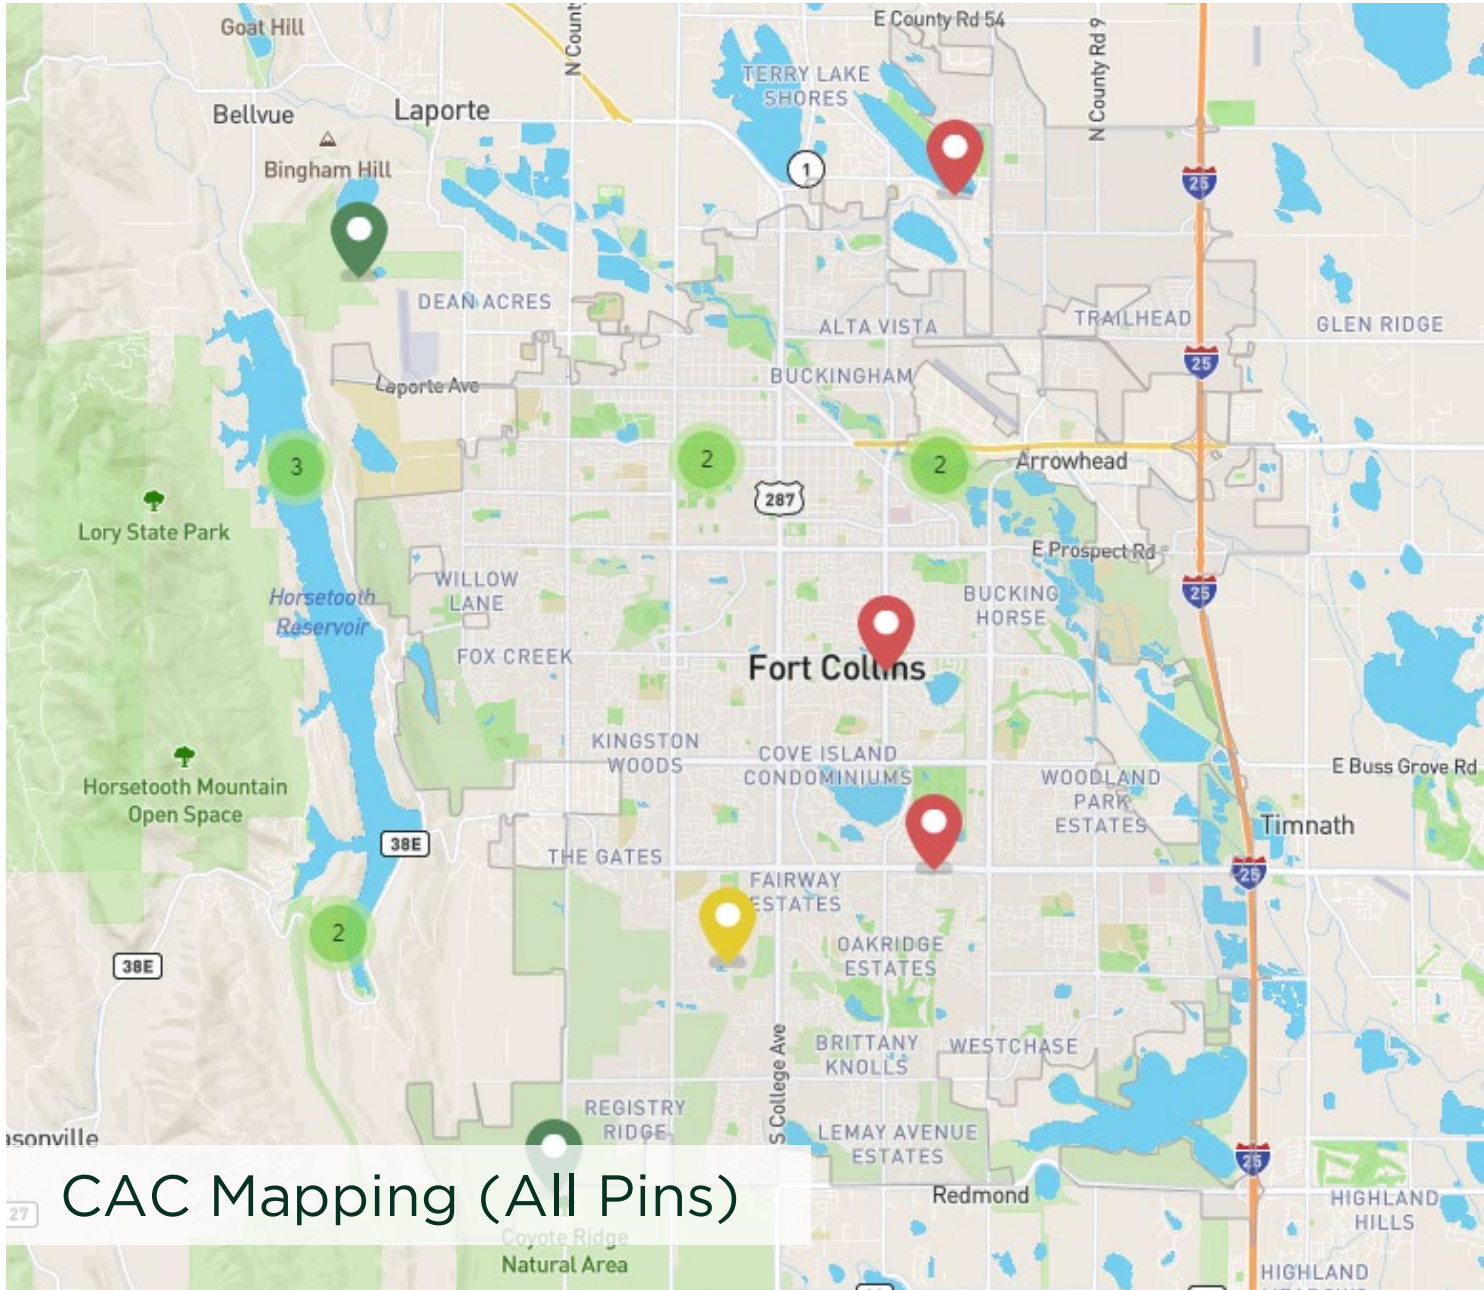 E County Rd 54
Goat Hill
N County
N County Rd 9
TERRY LAKE
SHORES
Bellvue
Laporte
Bingham Hill
1
25
DEAN ACRES
ALTA VISTA
TRAILHEAD
GLEN RIDGE
25
BUCKINGHAM
Laporte Ave
3
2
2
Arrowhead
287
Lory State Park
E Prospect Rd
WILLOW
LANE
BUCKING
HORSE
25
Horsetooth
Reservoir
FOX CREEK
Fort Collins
KINGSTON
WOODS
COVE ISLAND
CONDOMINIUMS
WOODLAND
PARK
ESTATES
E Buss Grove Rd
Horsetooth Mountain
Open Space
Timnath
38E
THE GATES
25
FAIRWAY
ESTATES
2
OAKRIDGE
ESTATES
38E
S College Ave
BRITTANY
KNOLLS
WESTCHASE
REGISTRY
RIDGE
LEMAY AVENUE
ESTATES
asonville
25
CAC Mapping (All Pins)
Redmond
HIGHLAND
HILLS
27
Coyote Ridge
Natural Area
HIGHLAND